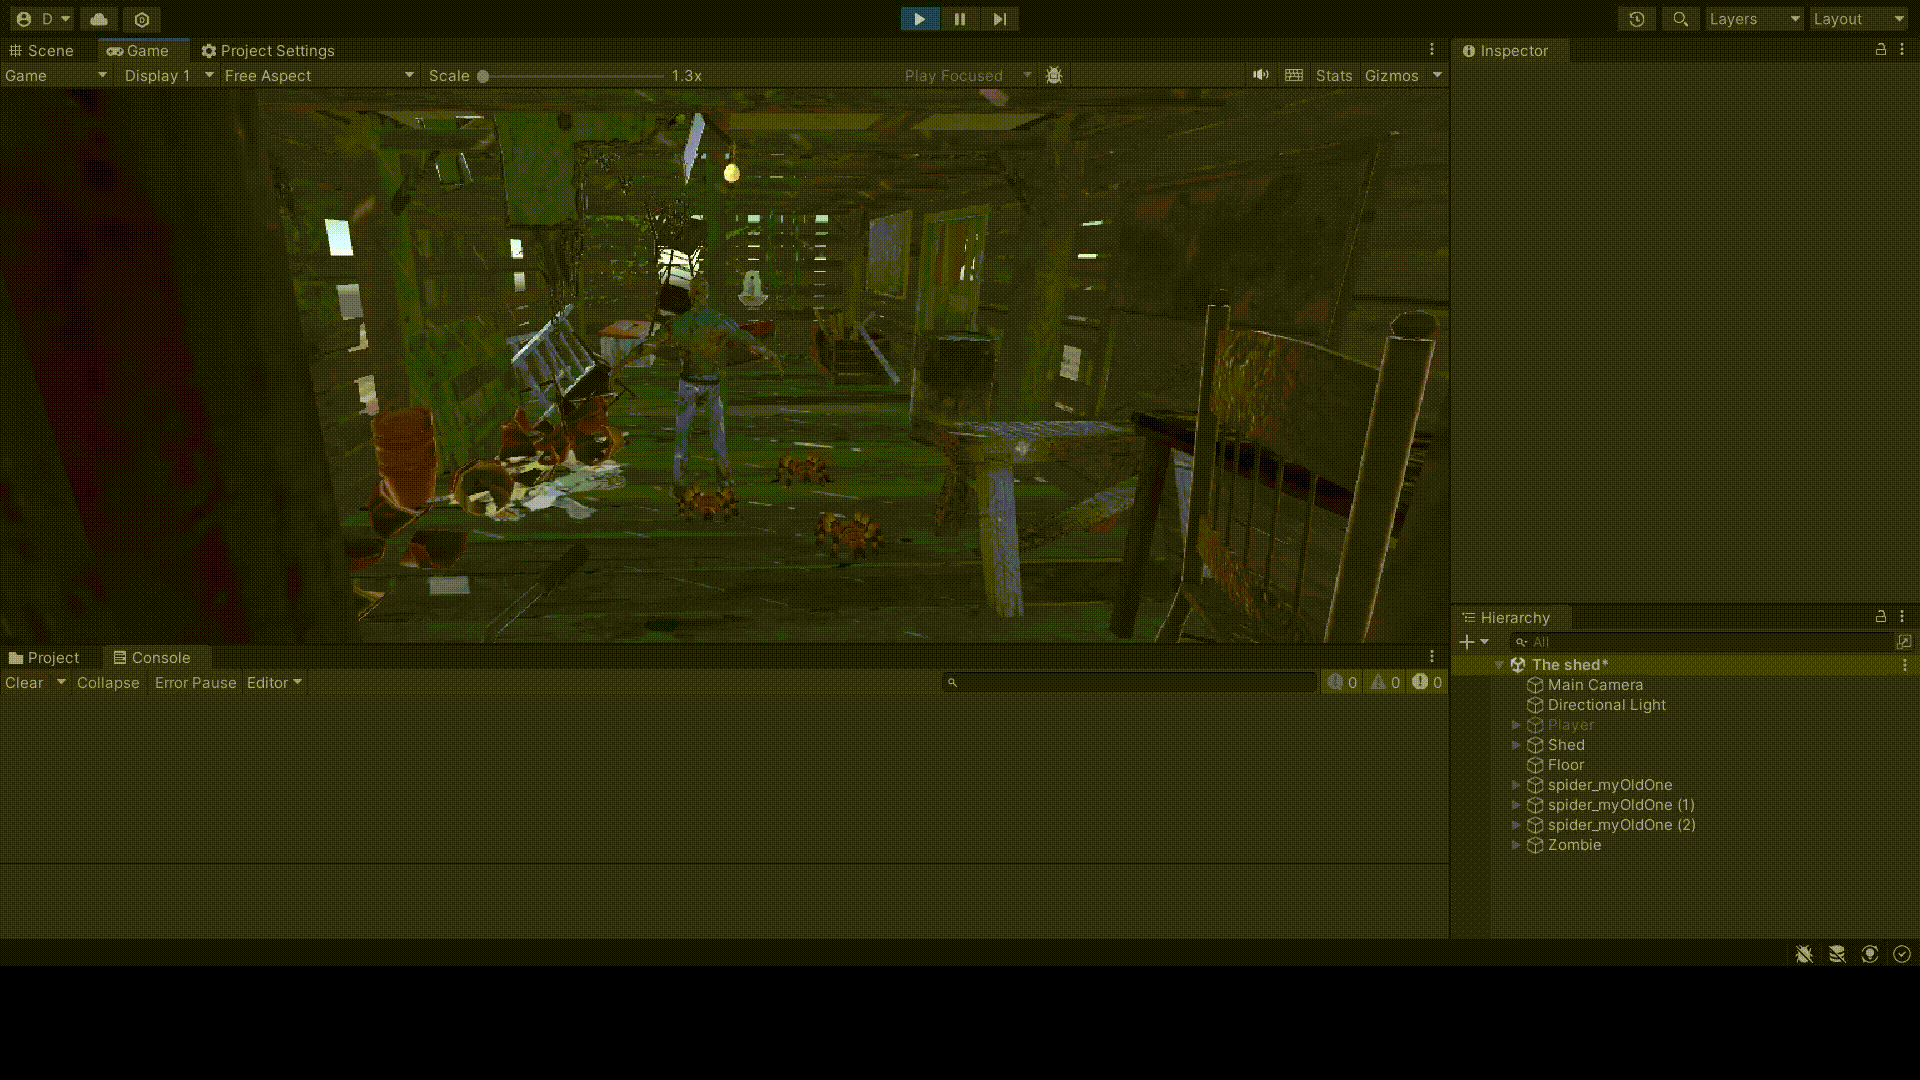 D
Layers
Layout
Scene
Game
Project Settings
Inspector
Game
Display 1
Free Aspect
Scale
1.3x
Play Focused
Stats
Gizmos
Project
Console
Clear
Collapse
Error Pause
Editor
0
0
0
Hierarchy
All
The shed*
Main Camera
Directional Light
Player
Shed
Floor
spider_myOldOne
spider_myOldOne (1)
spider_myOldOne (2)
Zombie